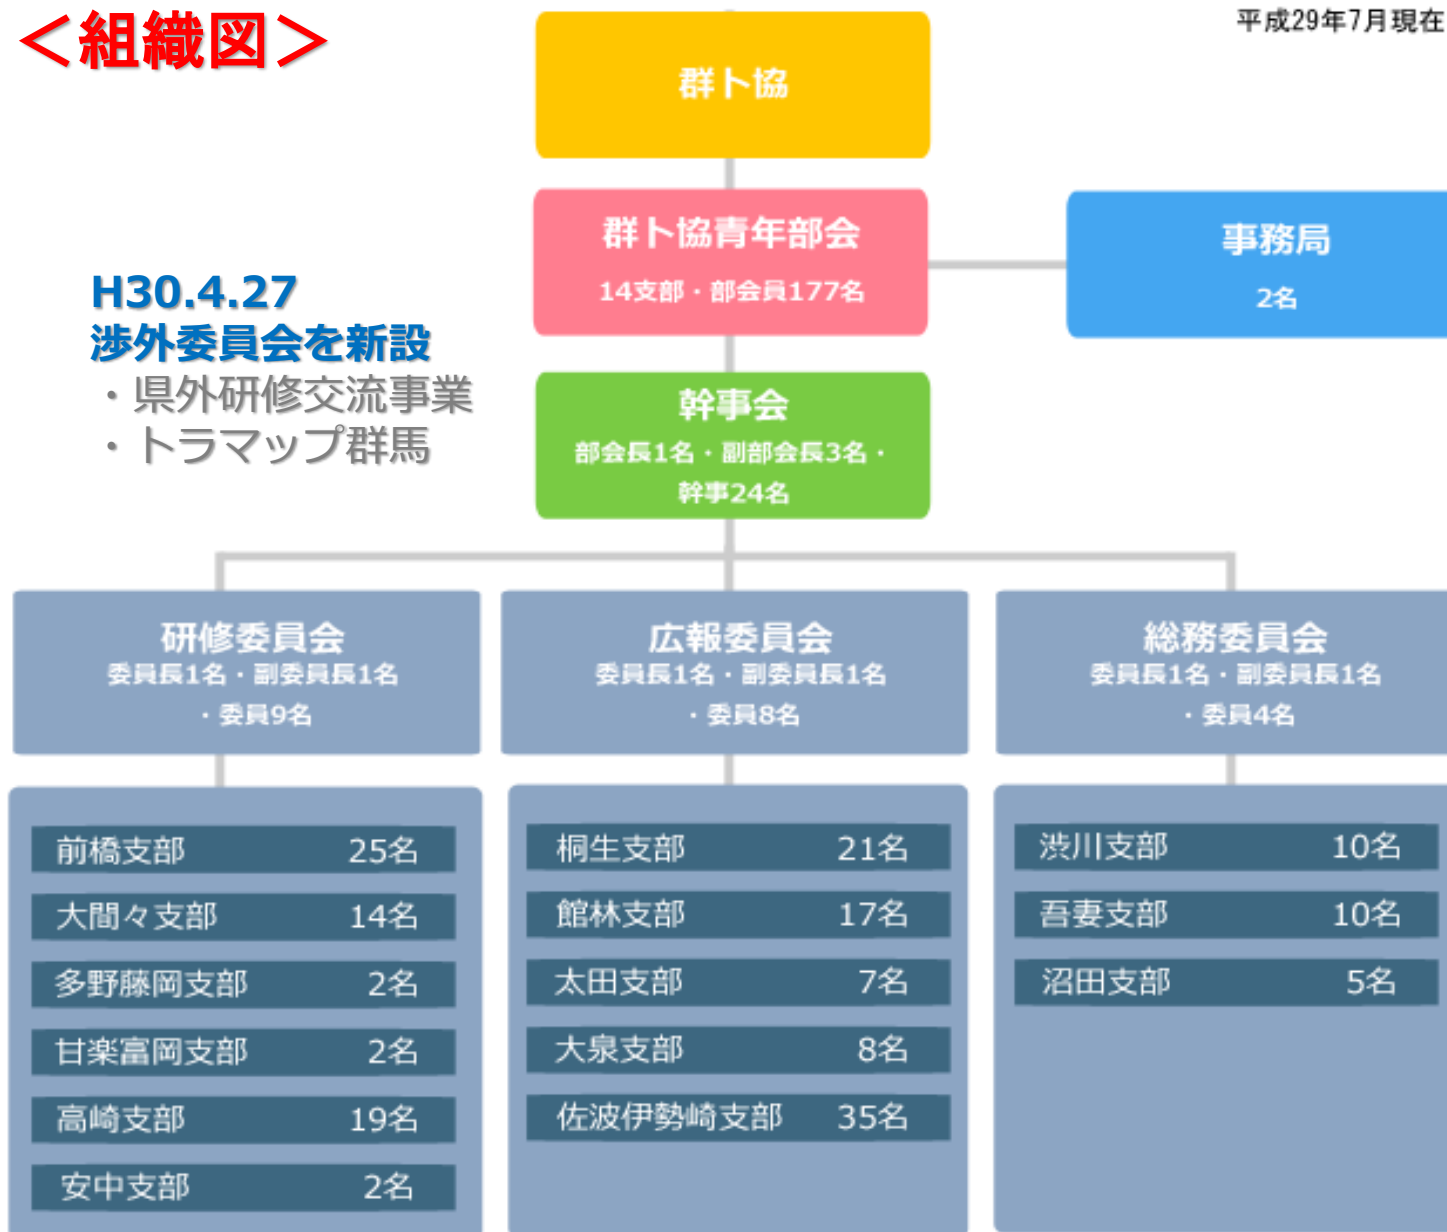 ＜組織図＞
平成29年7月現在
群ト協
群ト協青年部会
14支部・部会員177名
事務局
2名
H30.4.27
渉外委員会を新設
・県外研修交流事業
・トラマップ群馬
幹事会
部会長1名・副部会長3名・
幹事24名
研修委員会
委員長1名・副委員長1名
・委員9名
広報委員会
委員長1名・副委員長1名
・委員8名
総務委員会
委員長1名・副委員長1名
・委員4名
前橋支部 25名
大間々支部 14名
多野藤岡支部 2名
甘楽富岡支部 2名
高崎支部 19名
安中支部 2名
桐生支部 21名
館林支部 17名
太田支部 7名
大泉支部 8名
佐波伊勢崎支部 35名
渋川支部 10名
吾妻支部 10名
沼田支部 5名